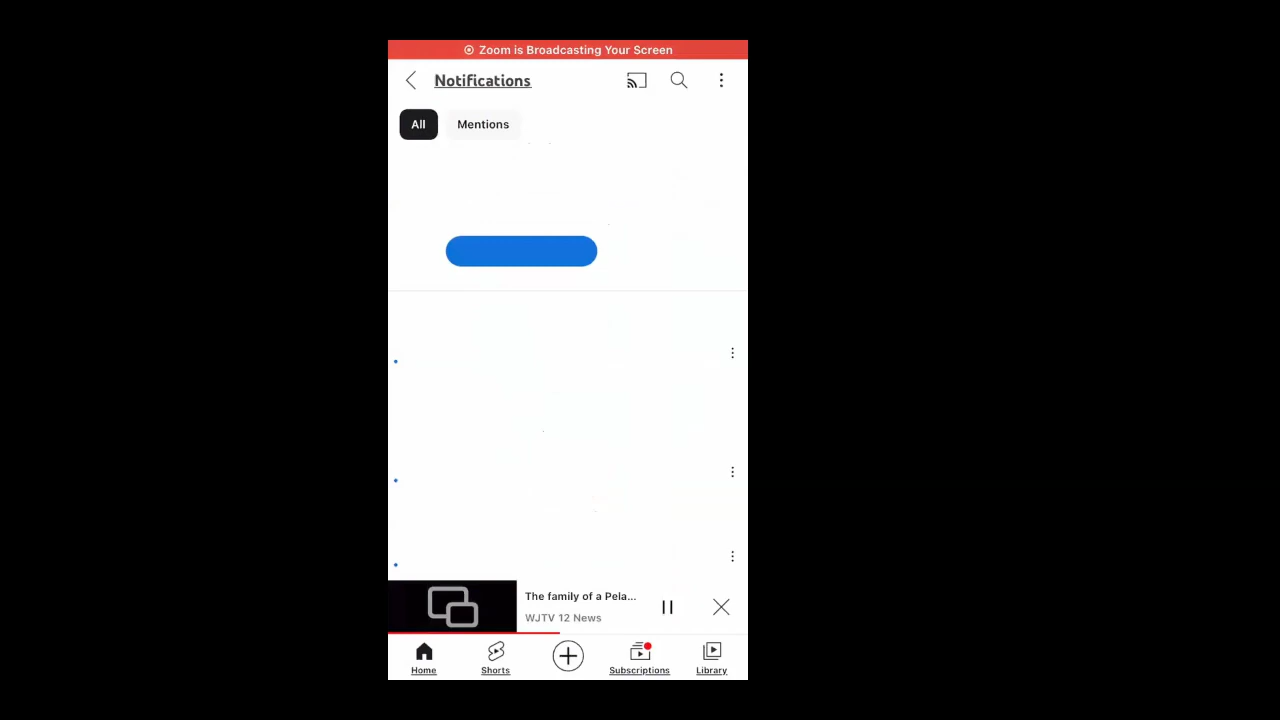 Zoom is Broadcasting Your Screen
Notifications
All Mentions
The family of a Pela...
WJTV 12 News
Home Shorts Subscriptions Library